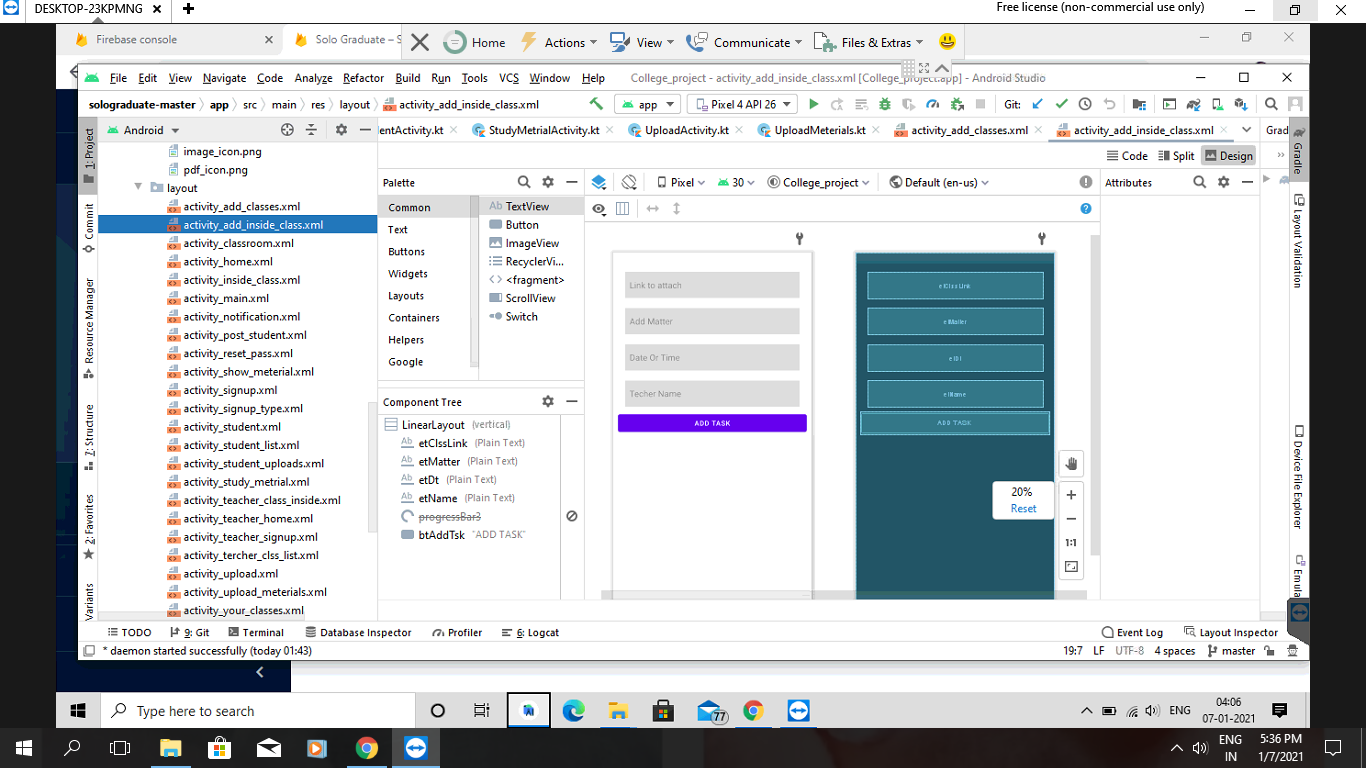 DESKTOP-23KPMNG
Free license (non-commercial use only)
Firebase console
Solo Graduate – S
Home
Actions
View
Communicate
Files & Extras
File Edit View Navigate Code Analyze Refactor Build Run Tools VCS Window Help
College_project - activity_add_inside_class.xml [College_project.app] - Android Studio
sologradute-master app src main res layout activity_add_inside_class.xml
app
Pixel 4 API 26
Git:
Android
entActivity.kt
StudyMetrialActivity.kt
UploadActivity.kt
UploadMeterials.kt
activity_add_classes.xml
activity_add_inside_class.xml
Grad
Code
Split
Design
1: Project
Commit
Resource Manager
7: Structure
2: Favorites
Variants
image_icon.png
pdf_icon.png
layout
activity_add_classes.xml
activity_add_inside_class.xml
activity_classroom.xml
activity_home.xml
activity_inside_class.xml
activity_main.xml
activity_notification.xml
activity_post_student.xml
activity_reset_pass.xml
activity_show_meterial.xml
activity_signup.xml
activity_signup_type.xml
activity_student.xml
activity_student_list.xml
activity_student_uploads.xml
activity_study_metrial.xml
activity_teacher_class_inside.xml
activity_teacher_home.xml
activity_teacher_signup.xml
activity_tercher_clss_list.xml
activity_upload.xml
activity_upload_meterials.xml
activity_your_classes.xml
Palette
Common
Text
Buttons
Widgets
Layouts
Containers
Helpers
Google
Ab TextView
Button
ImageView
RecyclerVi...
<fragment>
ScrollView
Switch
Component Tree
LinearLayout (vertical)
Ab etClssLink (Plain Text)
Ab etMatter (Plain Text)
Ab etDt (Plain Text)
Ab etName (Plain Text)
progressBar3
btAddTsk "ADD TASK"
Pixel
30
College_project
Default (en-us)
Link to attach
Add Matter
Date Or Time
Techer Name
ADD TASK
etClssLink
etMatter
etDt
etName
ADD TASK
20%
Reset
1:1
Attributes
Gradle
Layout Validation
Device File Explorer
Emula
TODO
9: Git
Terminal
Database Inspector
Profiler
6: Logcat
Event Log
Layout Inspector
* daemon started successfully (today 01:43)
19:7 LF UTF-8 4 spaces master
Type here to search
77
ENG
04:06
07-01-2021
ENG
IN
5:36 PM
1/7/2021